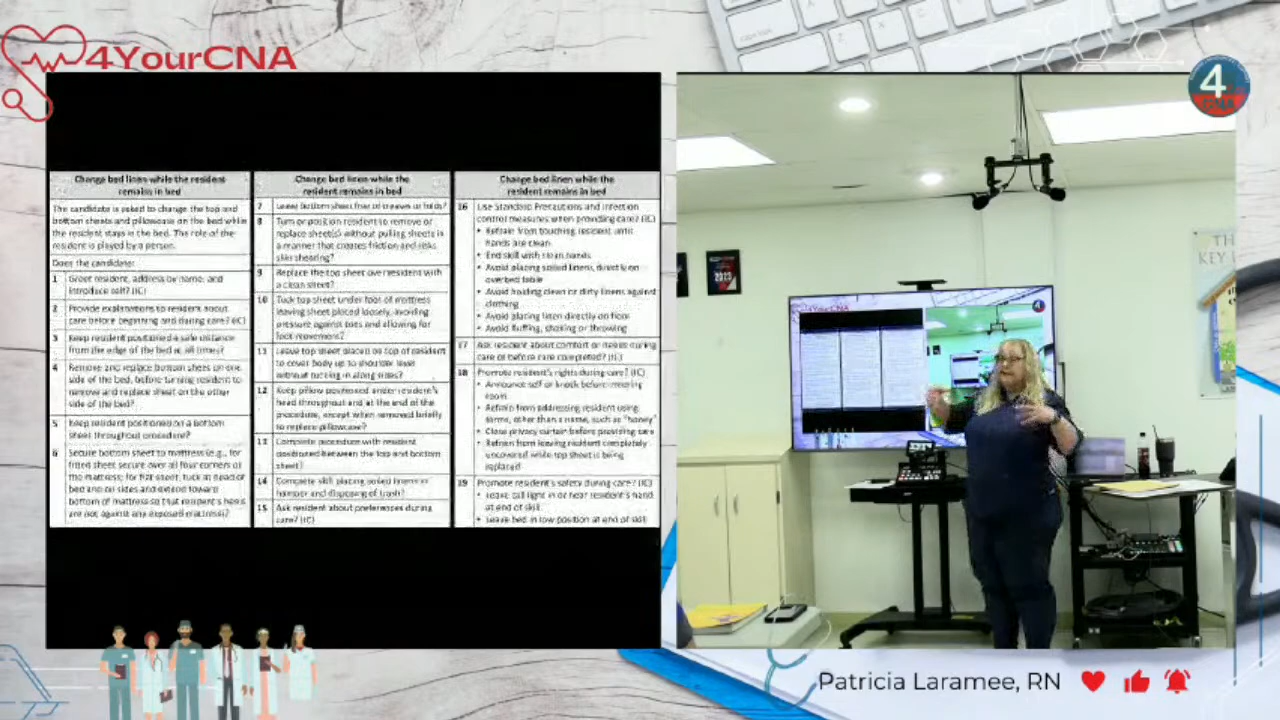 4YourCNA
4
CNA
Change bed linen while the resident
remains in bed
The candidate is asked to change the top and
bottom sheets and pillowcase on the bed while
the resident stays in the bed. The role of the
resident is played by a person.
Does the candidate:
1 Greet resident, address by name, and
introduce self? (IC)
2 Provide explanations to resident about
care before beginning and during care? (IC)
3 Keep resident positioned a safe distance
from the edge of the bed at all times?
4 Remove and replace bottom sheet on one
side of the bed, before turning resident to
remove and replace sheet on the other
side of the bed?
5 Keep resident positioned on a bottom
sheet throughout procedure?
6 Secure bottom sheet to mattress (e.g., for
fitted sheet secure over all four corners of
the mattress; for flat sheet, tuck at head of
bed and on sides and extend toward
bottom of mattress so that resident's heels
are not against any exposed mattress)?
Change bed linen while the
resident remains in bed
7 Leave bottom sheet free of creases or folds?
8 Turn or position resident to remove or
replace sheet(s) without pulling sheets in
a manner that creates friction and risks
skin shearing?
9 Replace the top sheet over resident with
a clean sheet?
10 Tuck top sheet under foot of mattress
leaving sheet placed loosely, avoiding
pressure against toes and allowing for
foot movement?
11 Leave top sheet placed on top of resident
to cover body up to shoulder level
without tucking in along sides?
12 Keep pillow positioned under resident's
head throughout and at the end of the
procedure, except when removed briefly
to replace pillowcase?
13 Complete procedure with resident
positioned between the top and bottom
sheet?
14 Complete skill placing soiled linens in
hamper and disposing of trash?
15 Ask resident about preferences during
care? (IC)
Change bed linen while the
resident remains in bed
16 Use Standard Precautions and infection
control measures when providing care? (IC)
• Refrain from touching resident until
hands are clean
• End skill with clean hands
• Avoid placing soiled linens directly on
overbed table
• Avoid holding clean or dirty linens against
clothing
• Avoid placing linen directly on floor
• Avoid fluffing, shaking or throwing
17 Ask resident about comfort or needs during
care or before care completed? (IC)
18 Promote resident's rights during care? (IC)
• Announce self or knock before entering
room
• Refrain from addressing resident using
terms, other than a name, such as "honey"
• Close privacy curtain before providing care
• Refrain from leaving resident completely
uncovered while top sheet is being
replaced
19 Promote resident's safety during care? (IC)
• Leave call light in or near resident's hand
at end of skill
• Leave bed in low position at end of skill
2023
TH
KEY
Patricia Laramee, RN